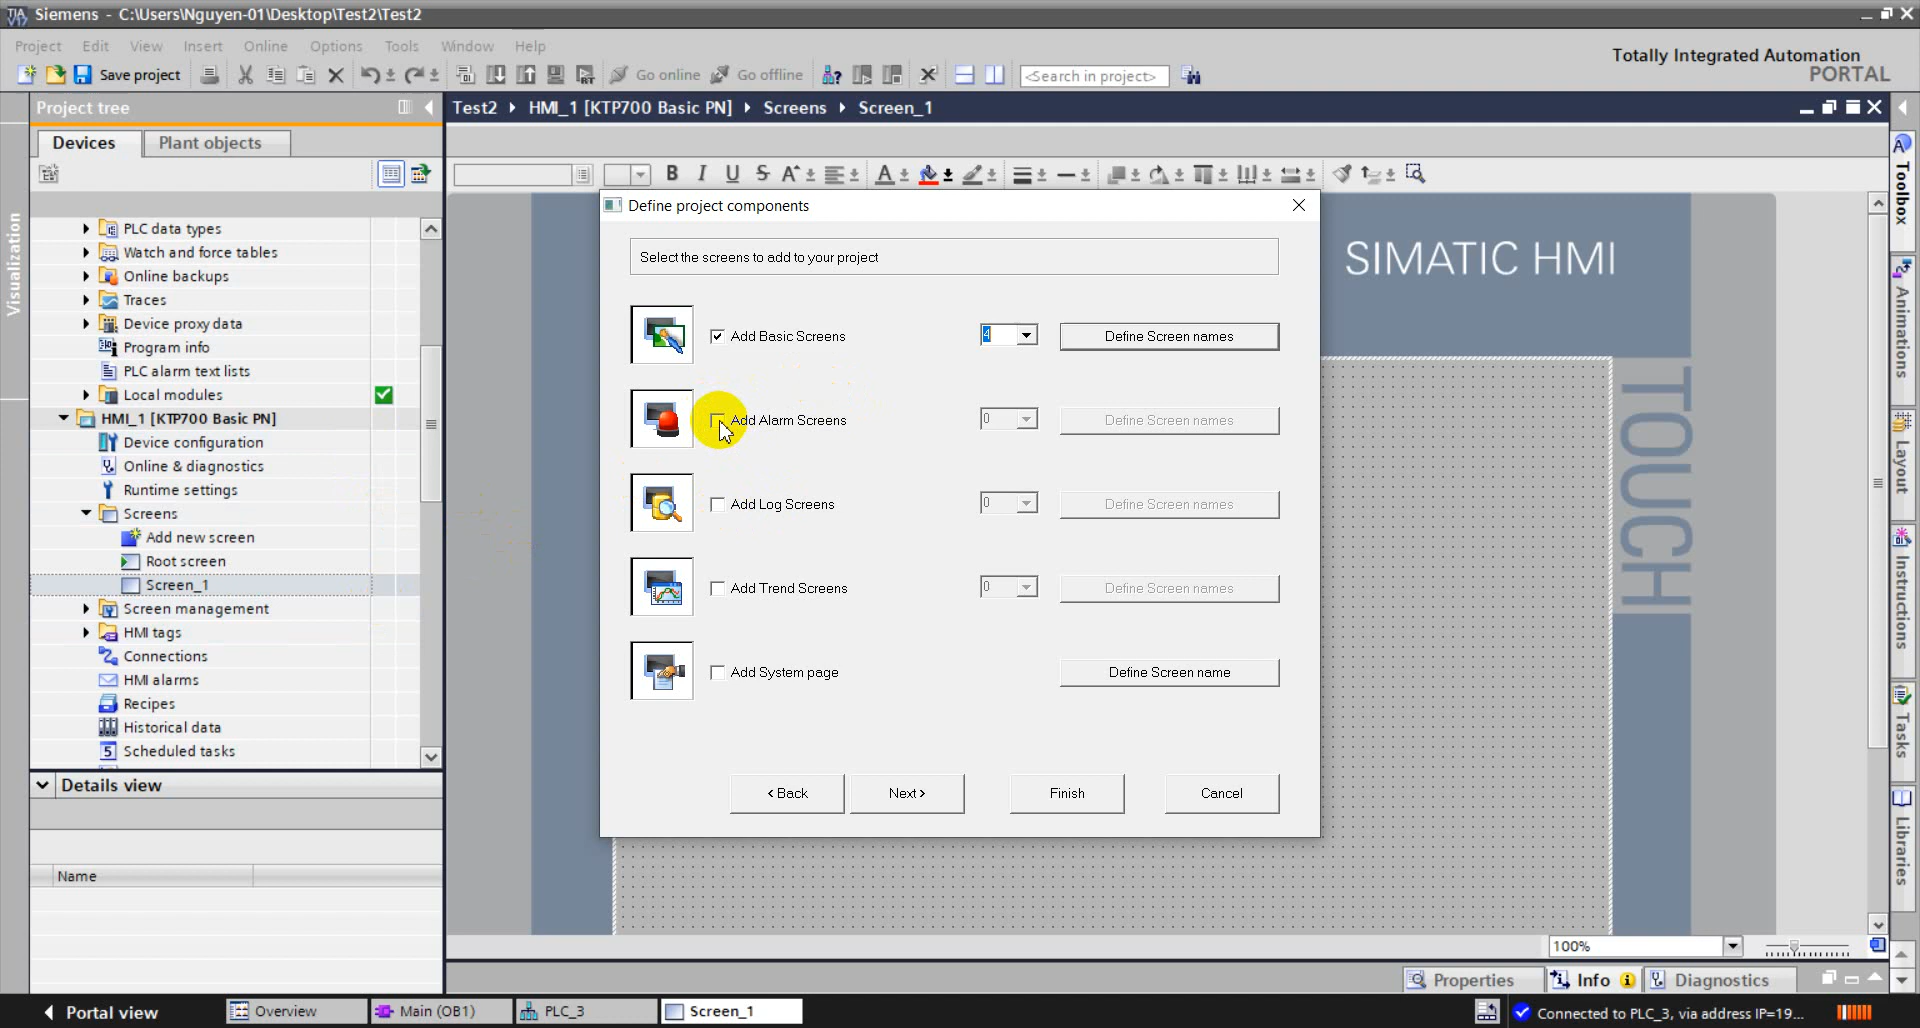 Siemens - C:\Users\Nguyen-01\Desktop\Test2\Test2
Project Edit View Insert Online Options Tools Window Help
Totally Integrated Automation
PORTAL
Save project
Go online
Go offline
<Search in project>
Project tree
Test2 HMI_1 [KTP700 Basic PN] Screens Screen_1
Devices
Plant objects
B I U S A
Visualization
PLC data types
Watch and force tables
Online backups
Traces
Device proxy data
Program info
PLC alarm text lists
Local modules
HMI_1 [KTP700 Basic PN]
Device configuration
Online & diagnostics
Runtime settings
Screens
Add new screen
Root screen
Screen_1
Screen management
HMI tags
Connections
HMI alarms
Recipes
Historical data
Scheduled tasks
Details view
Name
Define project components
Select the screens to add to your project
Add Basic Screens 4 Define Screen names
Add Alarm Screens 0 Define Screen names
Add Log Screens 0 Define Screen names
Add Trend Screens 0 Define Screen names
Add System page Define Screen name
< Back
Next >
Finish
Cancel
SIMATIC HMI
TOUCH
Toolbox
Animations
Layout
Instructions
Tasks
Libraries
100%
Properties
Info
Diagnostics
Portal view
Overview
Main (OB1)
PLC_3
Screen_1
Connected to PLC_3, via address IP=19...